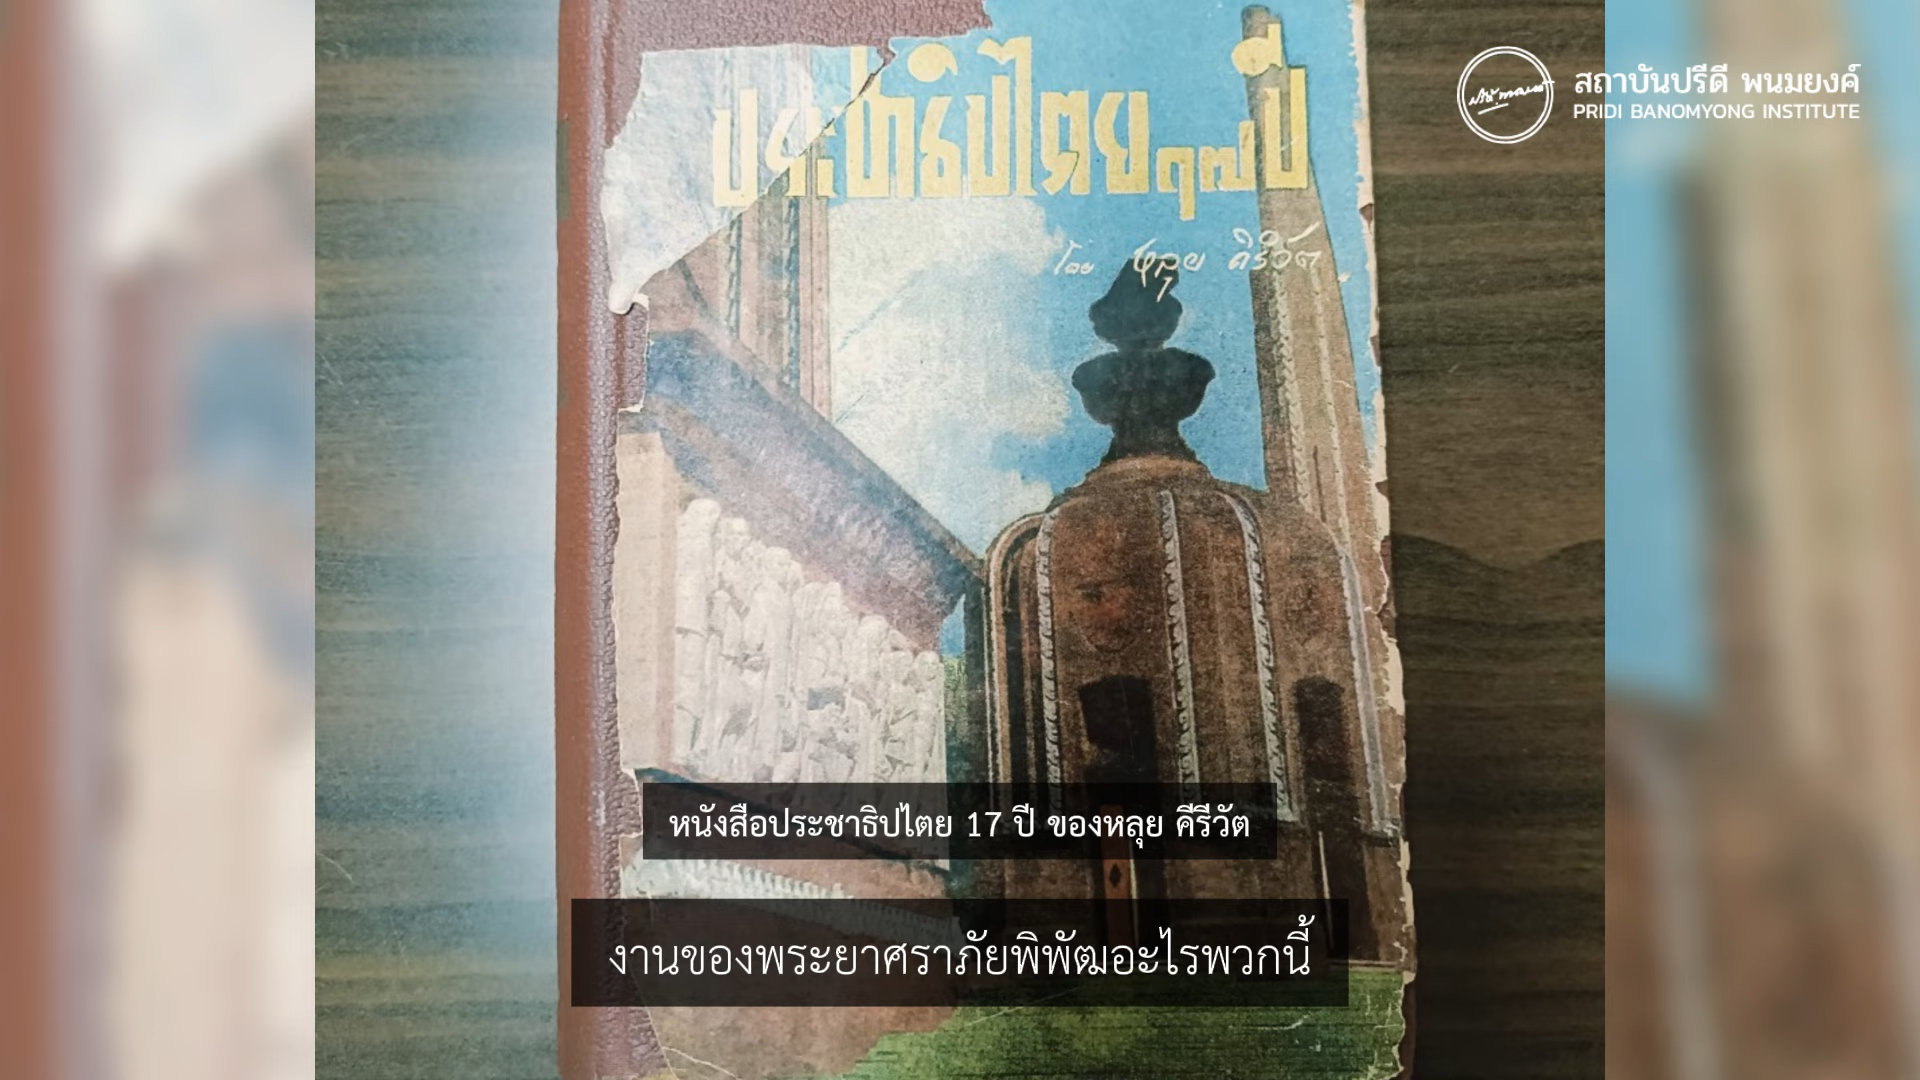 สถาบันปรีดี พนมยงค์
PRIDI BANOMYONG INSTITUTE
ประชาธิปไตย ๑๗ ปี
โดย หลุย คิรีวัต
หนังสือประชาธิปไตย 17 ปี ของหลุย คีรีวัต
งานของพระยาศราภัยพิพัฒอะไรพวกนี้